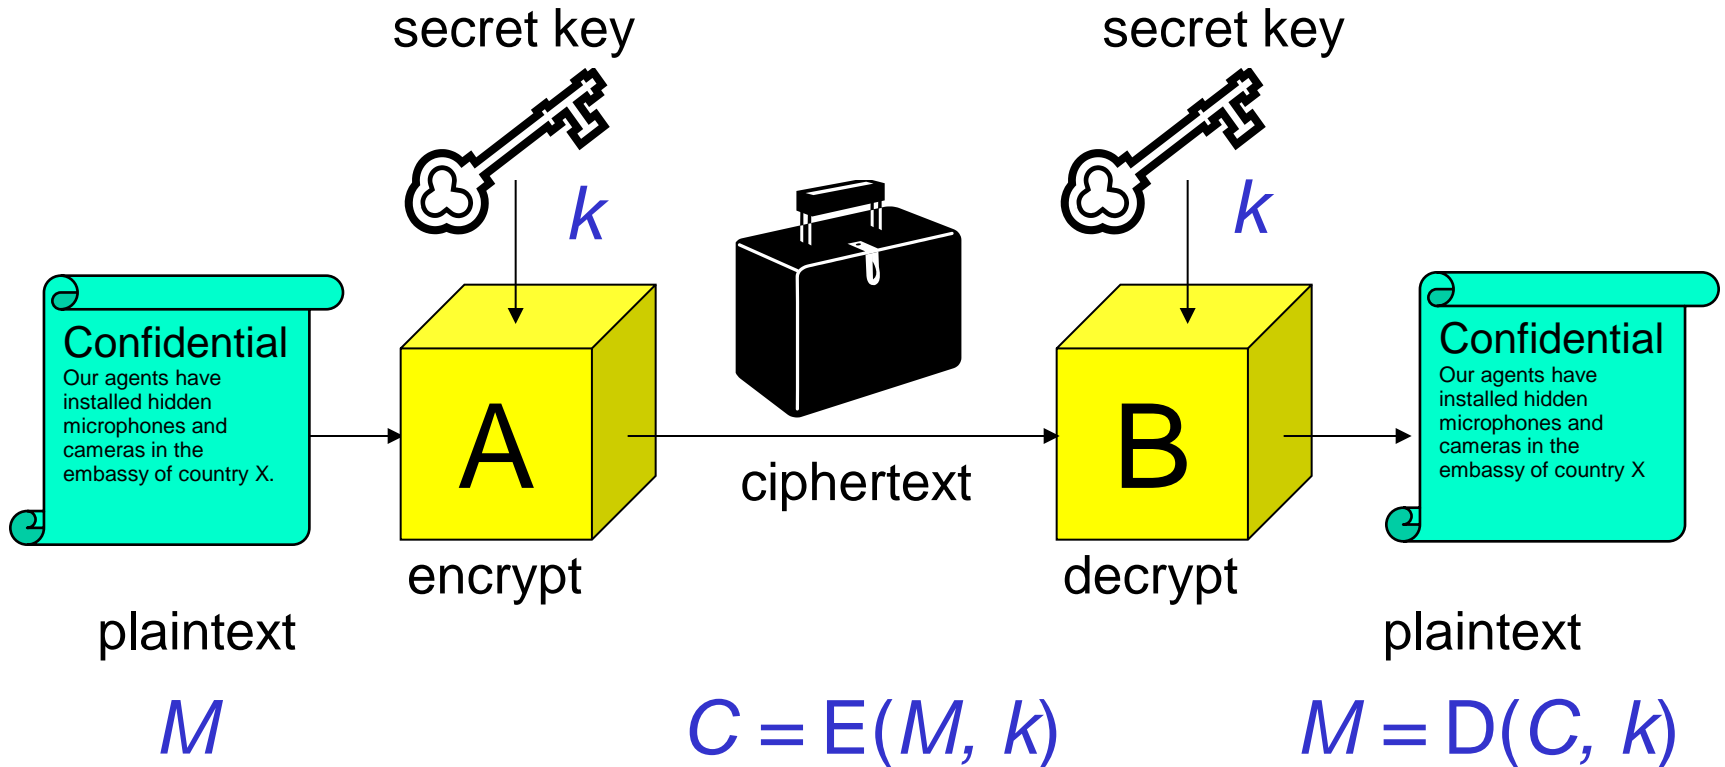 secret key
secret key
k
k
Confidential
Our agents have
installed hidden
microphones and
cameras in the
embassy of country X.
A
encrypt
ciphertext
B
decrypt
Confidential
Our agents have
installed hidden
microphones and
cameras in the
embassy of country X
plaintext
plaintext
M
C = E(M, k)
M = D(C, k)